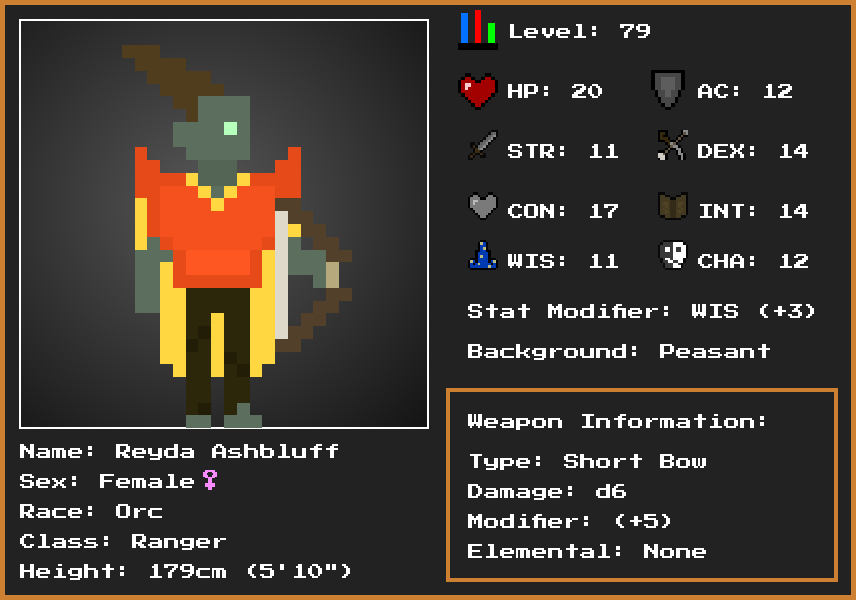 Level: 79
HP: 20 AC: 12
STR: 11 DEX: 14
CON: 17 INT: 14
WIS: 11 CHA: 12
Stat Modifier: WIS (+3)
Background: Peasant
Weapon Information:
Type: Short Bow
Damage: d6
Modifier: (+5)
Elemental: None
Name: Reyda Ashbluff
Sex: Female♀
Race: Orc
Class: Ranger
Height: 179cm (5'10")